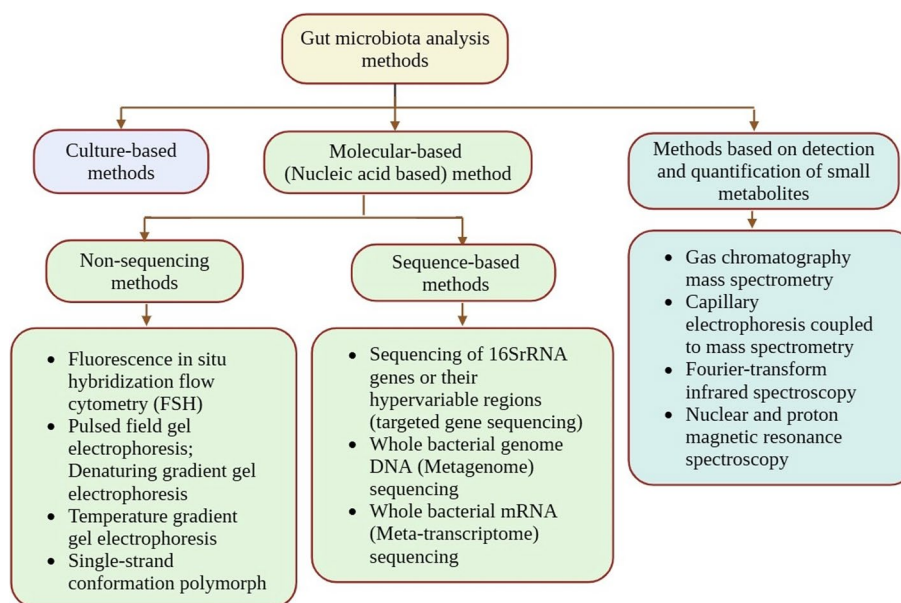 Gut microbiota analysis
methods
Culture-based
methods
Molecular-based
(Nucleic acid based) method
Methods based on detection
and quantification of small
metabolites
Non-sequencing
methods
Sequence-based
methods
• Gas chromatography
mass spectrometry
• Capillary
electrophoresis coupled
to mass spectrometry
• Fourier-transform
infrared spectroscopy
• Nuclear and proton
magnetic resonance
spectroscopy
• Fluorescence in situ
hybridization flow
cytometry (FSH)
• Pulsed field gel
electrophoresis;
Denaturing gradient gel
electrophoresis
• Temperature gradient
gel electrophoresis
• Single-strand
conformation polymorph
• Sequencing of 16SrRNA
genes or their
hypervariable regions
(targeted gene sequencing)
• Whole bacterial genome
DNA (Metagenome)
sequencing
• Whole bacterial mRNA
(Meta-transcriptome)
sequencing